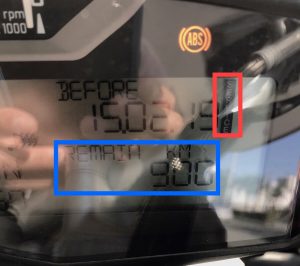 rpm
1000
ABS
BEFORE
15.02.19
REMAIN KM
900